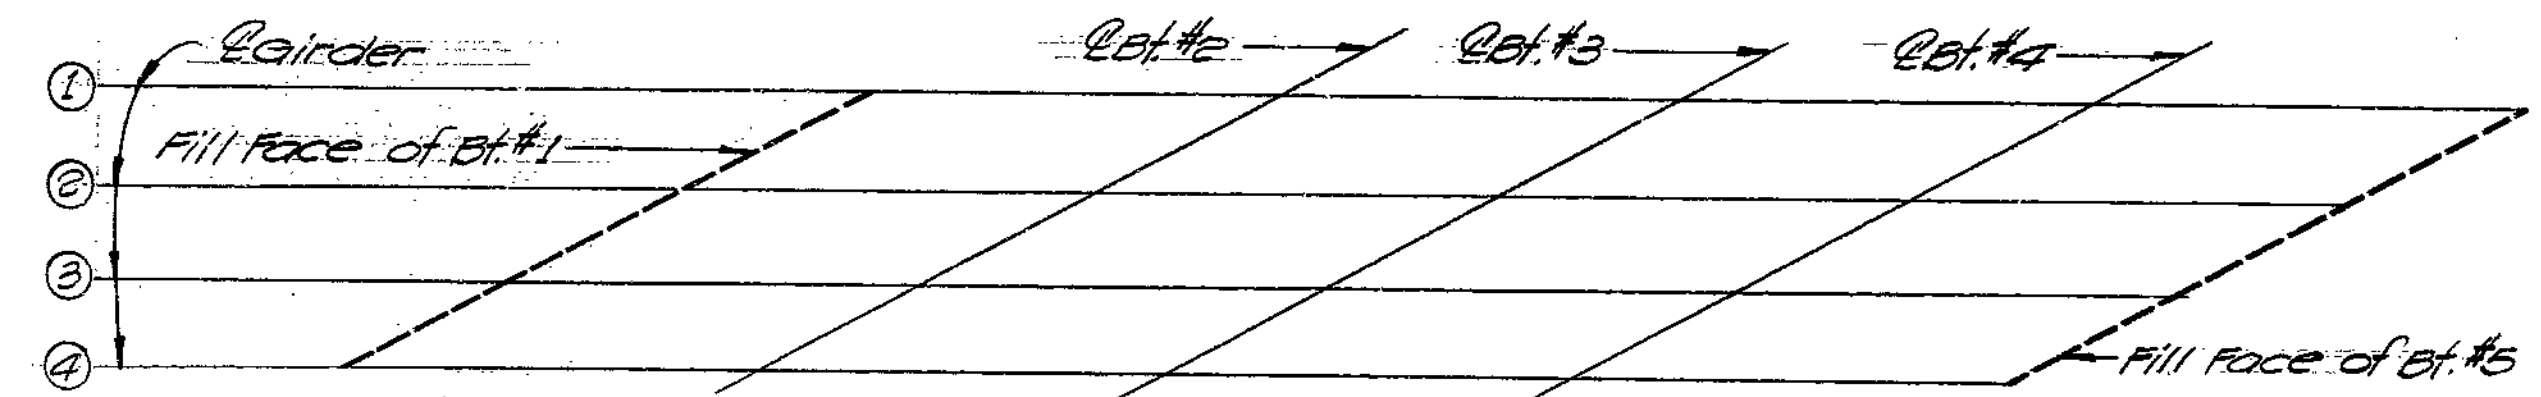 ℄ Girder
℄ Bt. #2
℄ Bt. #3
℄ Bt. #4
1
Fill Face of Bt. #1
2
3
4
Fill Face of Bt. #5